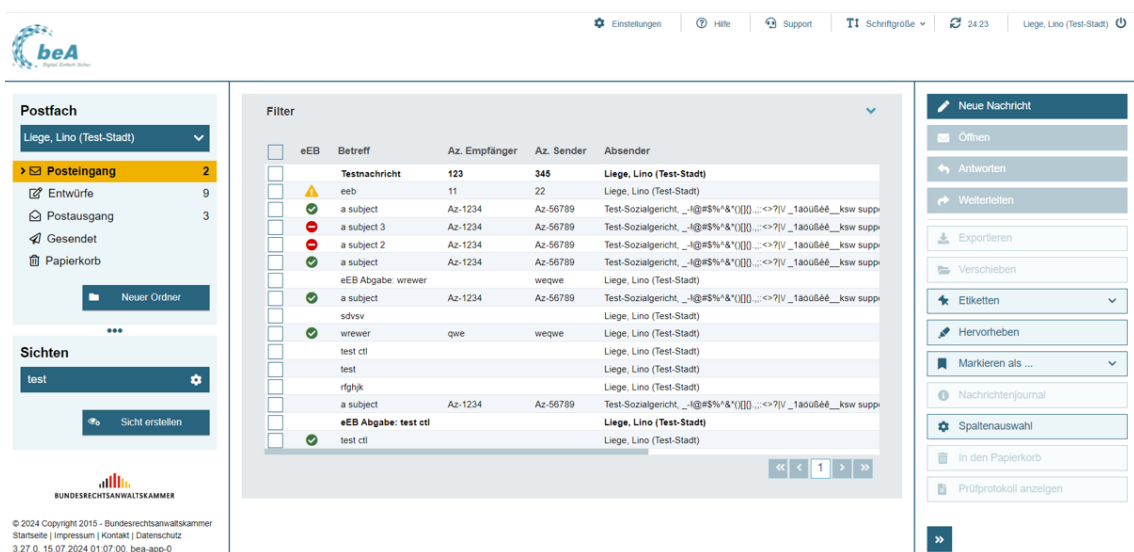 Einstellungen Hilfe Support Schriftgröße 24:23 Liege, Lino (Test-Stadt)
beA
Digital. Einfach. Sicher.
Postfach
Liege, Lino (Test-Stadt)
Posteingang 2
Entwürfe 9
Postausgang 3
Gesendet
Papierkorb
Neuer Ordner
Sichten
test
Sicht erstellen
BUNDESRECHTSANWALTSKAMMER
© 2024 Copyright 2015 - Bundesrechtsanwaltskammer
Startseite | Impressum | Kontakt | Datenschutz
3.27.0, 15.07.2024 01:07:00, bea-app-0
Filter
eEB Betreff Az. Empfänger Az. Sender Absender
Testnachricht 123 345 Liege, Lino (Test-Stadt)
eeb 11 22 Liege, Lino (Test-Stadt)
a subject Az-1234 Az-56789 Test-Sozialgericht,
a subject 3 Az-1234 Az-56789 Test-Sozialgericht,
a subject 2 Az-1234 Az-56789 Test-Sozialgericht,
a subject Az-1234 Az-56789 Test-Sozialgericht,
eEB Abgabe: wrewer weqwe Liege, Lino (Test-Stadt)
a subject Az-1234 Az-56789 Test-Sozialgericht,
sdvsv Liege, Lino (Test-Stadt)
wrewer qwe weqwe Liege, Lino (Test-Stadt)
test ctl Liege, Lino (Test-Stadt)
test Liege, Lino (Test-Stadt)
rfghjk Liege, Lino (Test-Stadt)
a subject Az-1234 Az-56789 Test-Sozialgericht,
eEB Abgabe: test ctl Liege, Lino (Test-Stadt)
test ctl Liege, Lino (Test-Stadt)
« < 1 > »
Neue Nachricht
Öffnen
Antworten
Weiterleiten
Exportieren
Verschieben
Etiketten
Hervorheben
Markieren als ...
Nachrichtenjournal
Spaltenauswahl
In den Papierkorb
Prüfprotokoll anzeigen
»